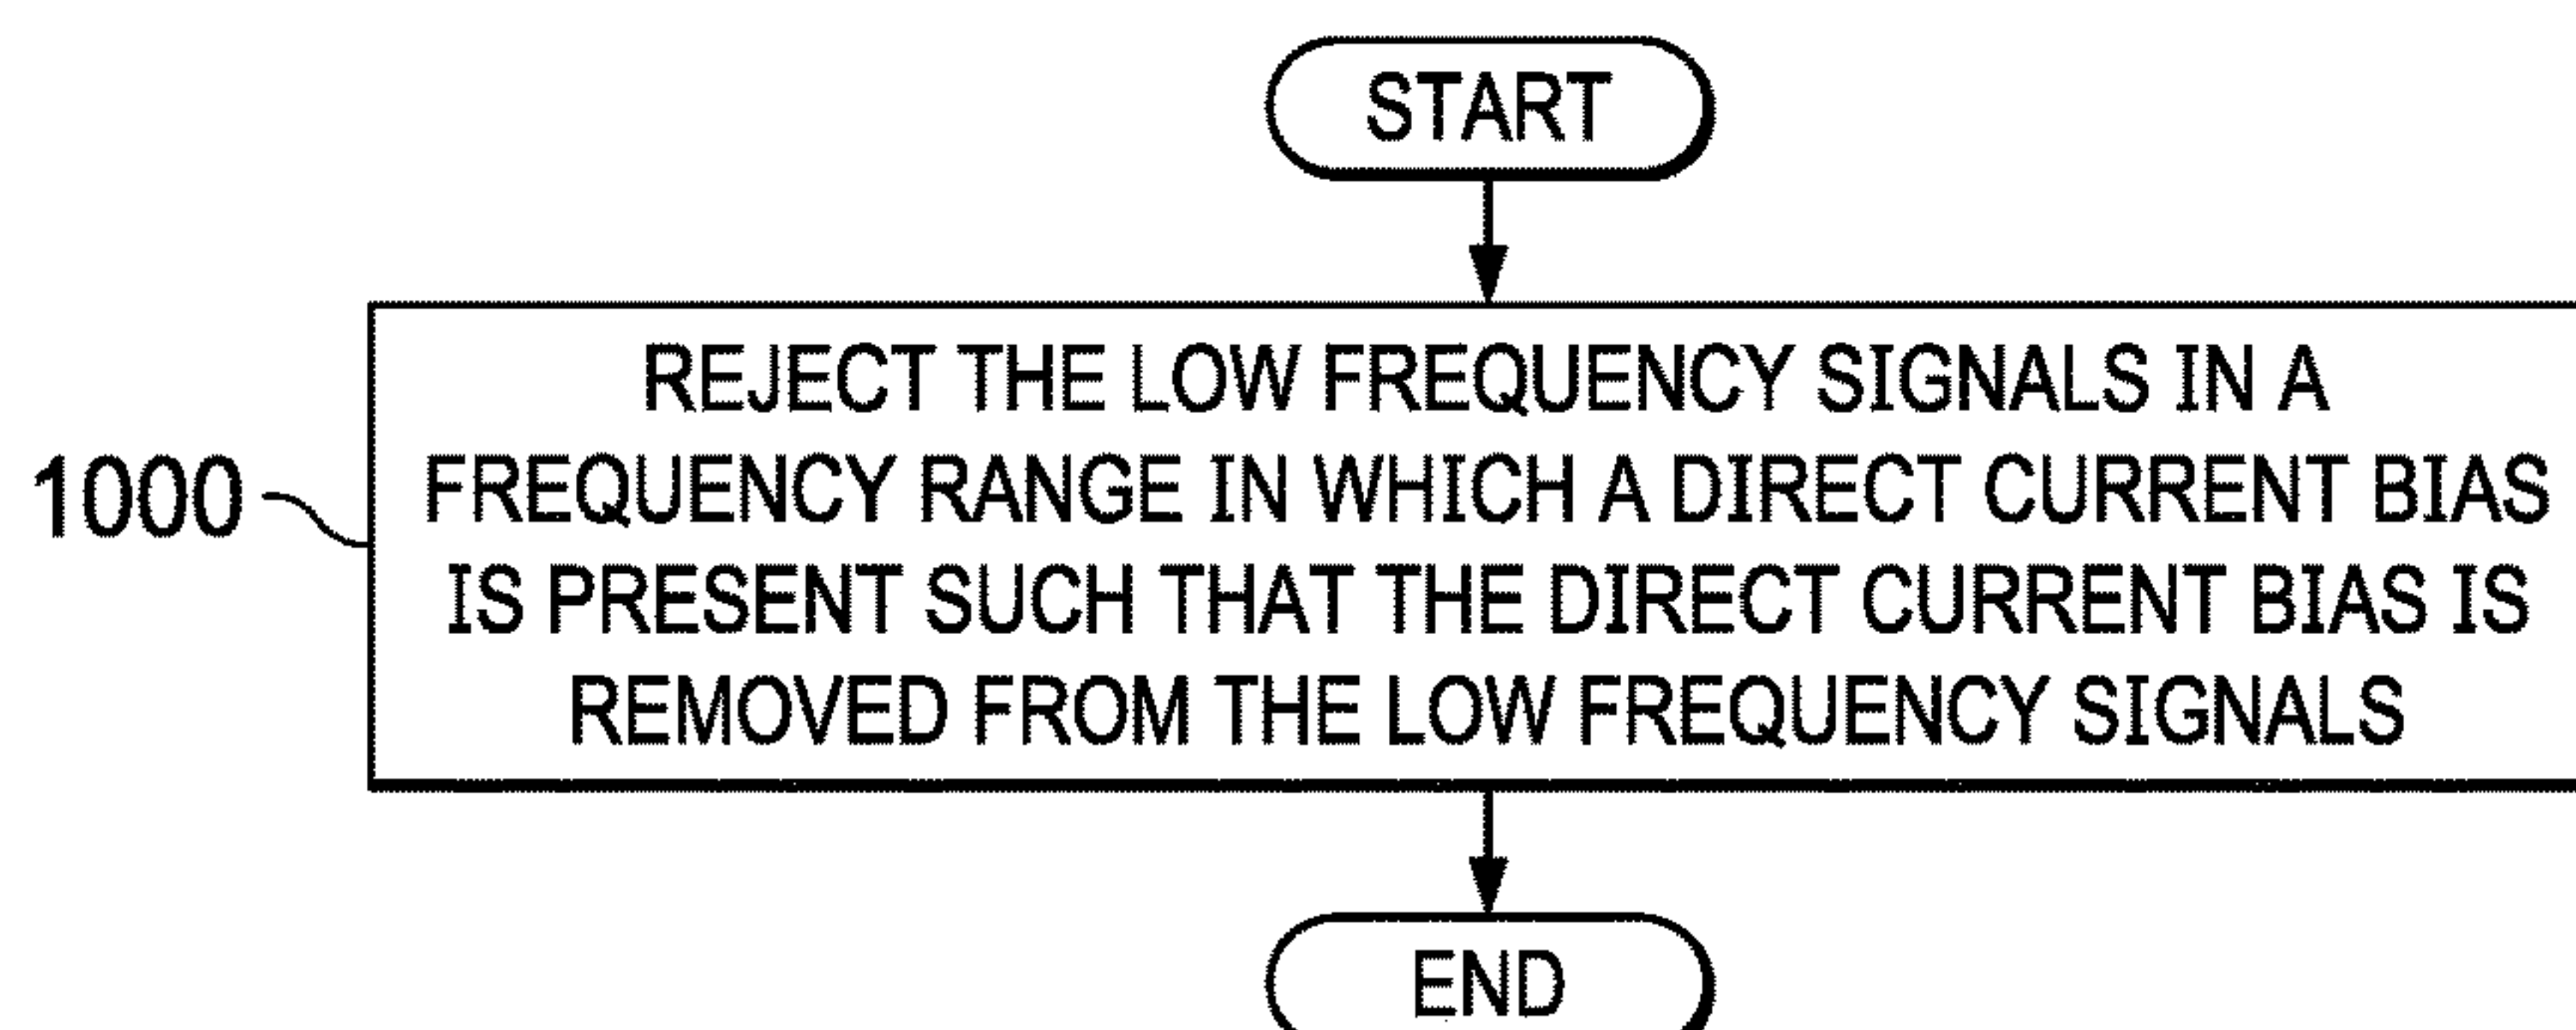 START
REJECT THE LOW FREQUENCY SIGNALS IN A
FREQUENCY RANGE IN WHICH A DIRECT CURRENT BIAS
1000
IS PRESENT SUCH THAT THE DIRECT CURRENT BIAS IS
REMOVED FROM THE LOW FREQUENCY SIGNALS
END